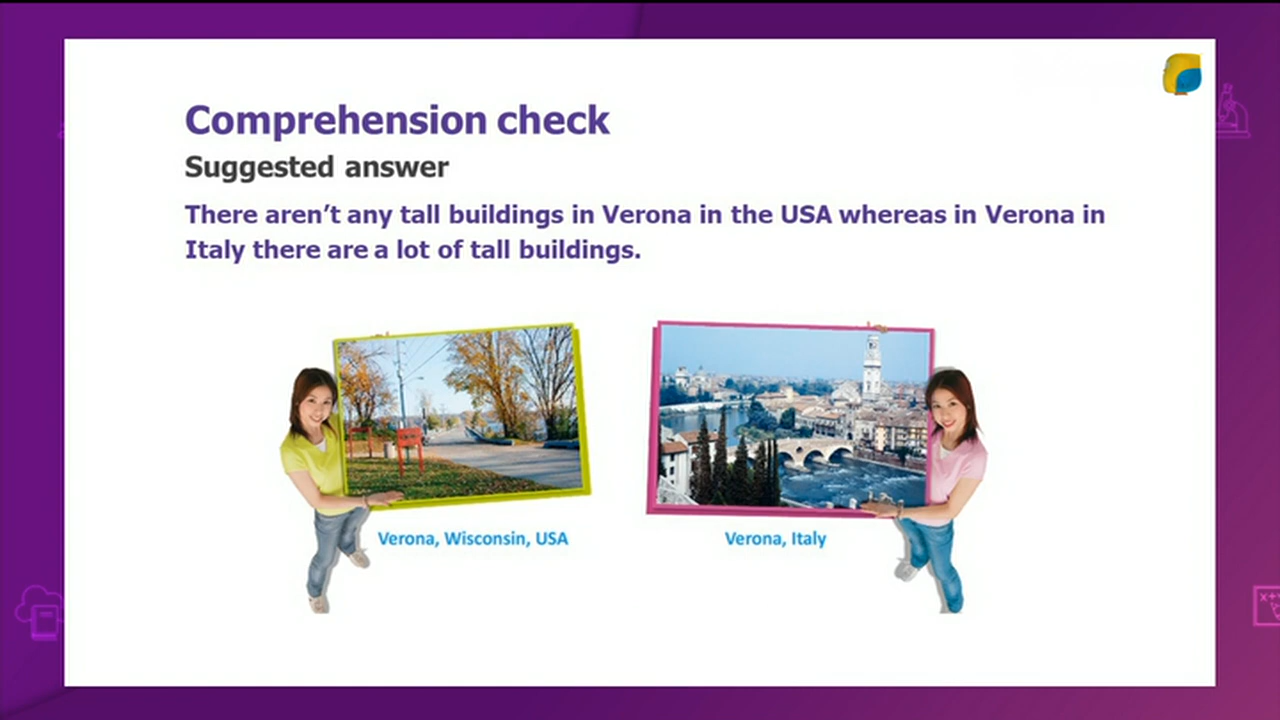 Comprehension check
Suggested answer
There aren't any tall buildings in Verona in the USA whereas in Verona in
Italy there are a lot of tall buildings.
Verona, Wisconsin, USA
Verona, Italy